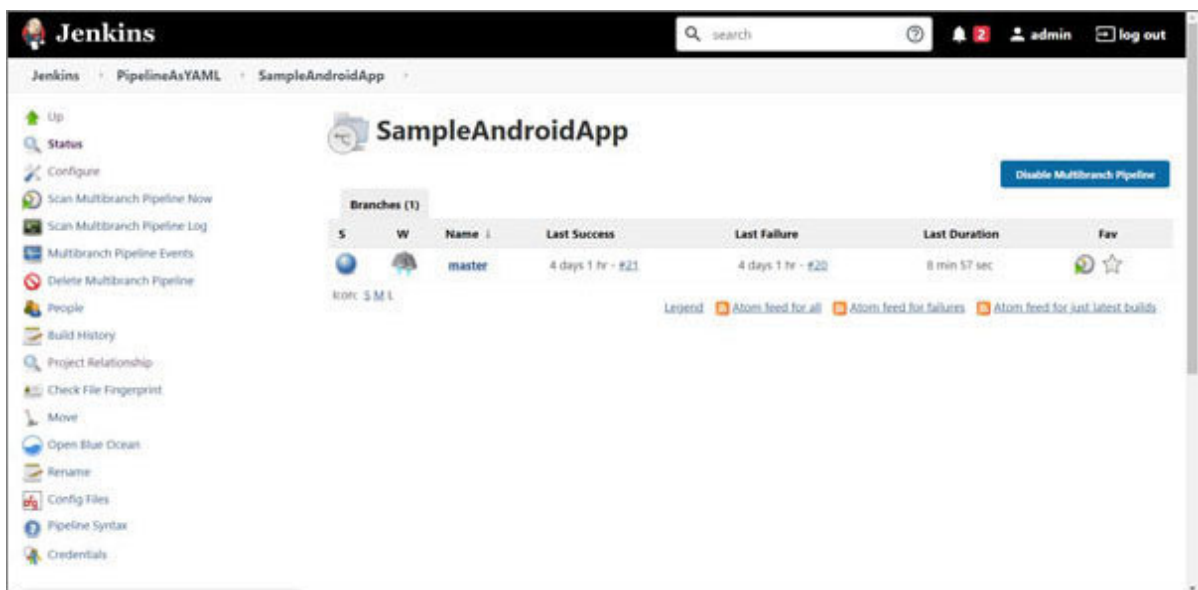 Jenkins
search
2
admin
log out
Jenkins PipelineAsYAML SampleAndroidApp
Up
Status
Configure
Scan Multibranch Pipeline Now
Scan Multibranch Pipeline Log
Multibranch Pipeline Events
Delete Multibranch Pipeline
People
Build History
Project Relationship
Check File Fingerprint
Move
Open Blue Ocean
Rename
Config Files
Pipeline Syntax
Credentials
SampleAndroidApp
Disable Multibranch Pipeline
Branches (1)
S W Name ↓ Last Success Last Failure Last Duration Fav
master 4 days 1 hr - #21 4 days 1 hr - #20 8 min 57 sec
Icon: S M L
Legend Atom feed for all Atom feed for failures Atom feed for just latest builds